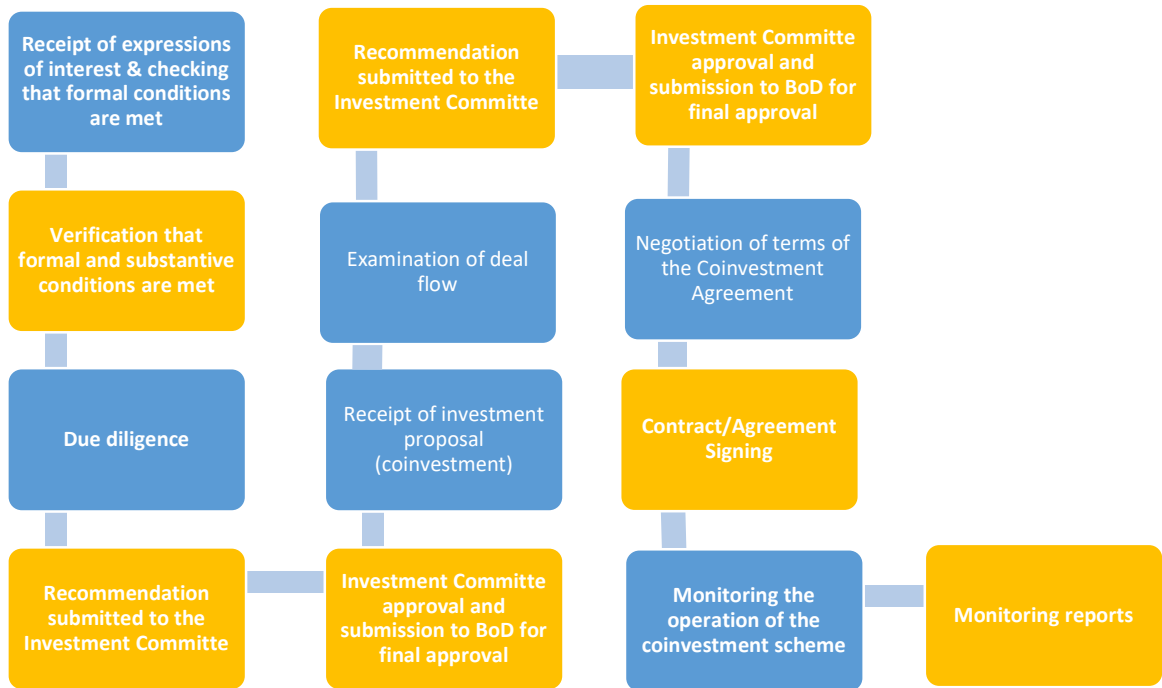 Receipt of expressions
of interest & checking
that formal conditions
are met
Verification that
formal and substantive
conditions are met
Due diligence
Recommendation
submitted to the
Investment Committe
Investment Committe
approval and
submission to BoD for
final approval
Receipt of investment
proposal
(coinvestment)
Examination of deal
flow
Recommendation
submitted to the
Investment Committe
Investment Committe
approval and
submission to BoD for
final approval
Negotiation of terms of
the Coinvestment
Agreement
Contract/Agreement
Signing
Monitoring the
operation of the
coinvestment scheme
Monitoring reports